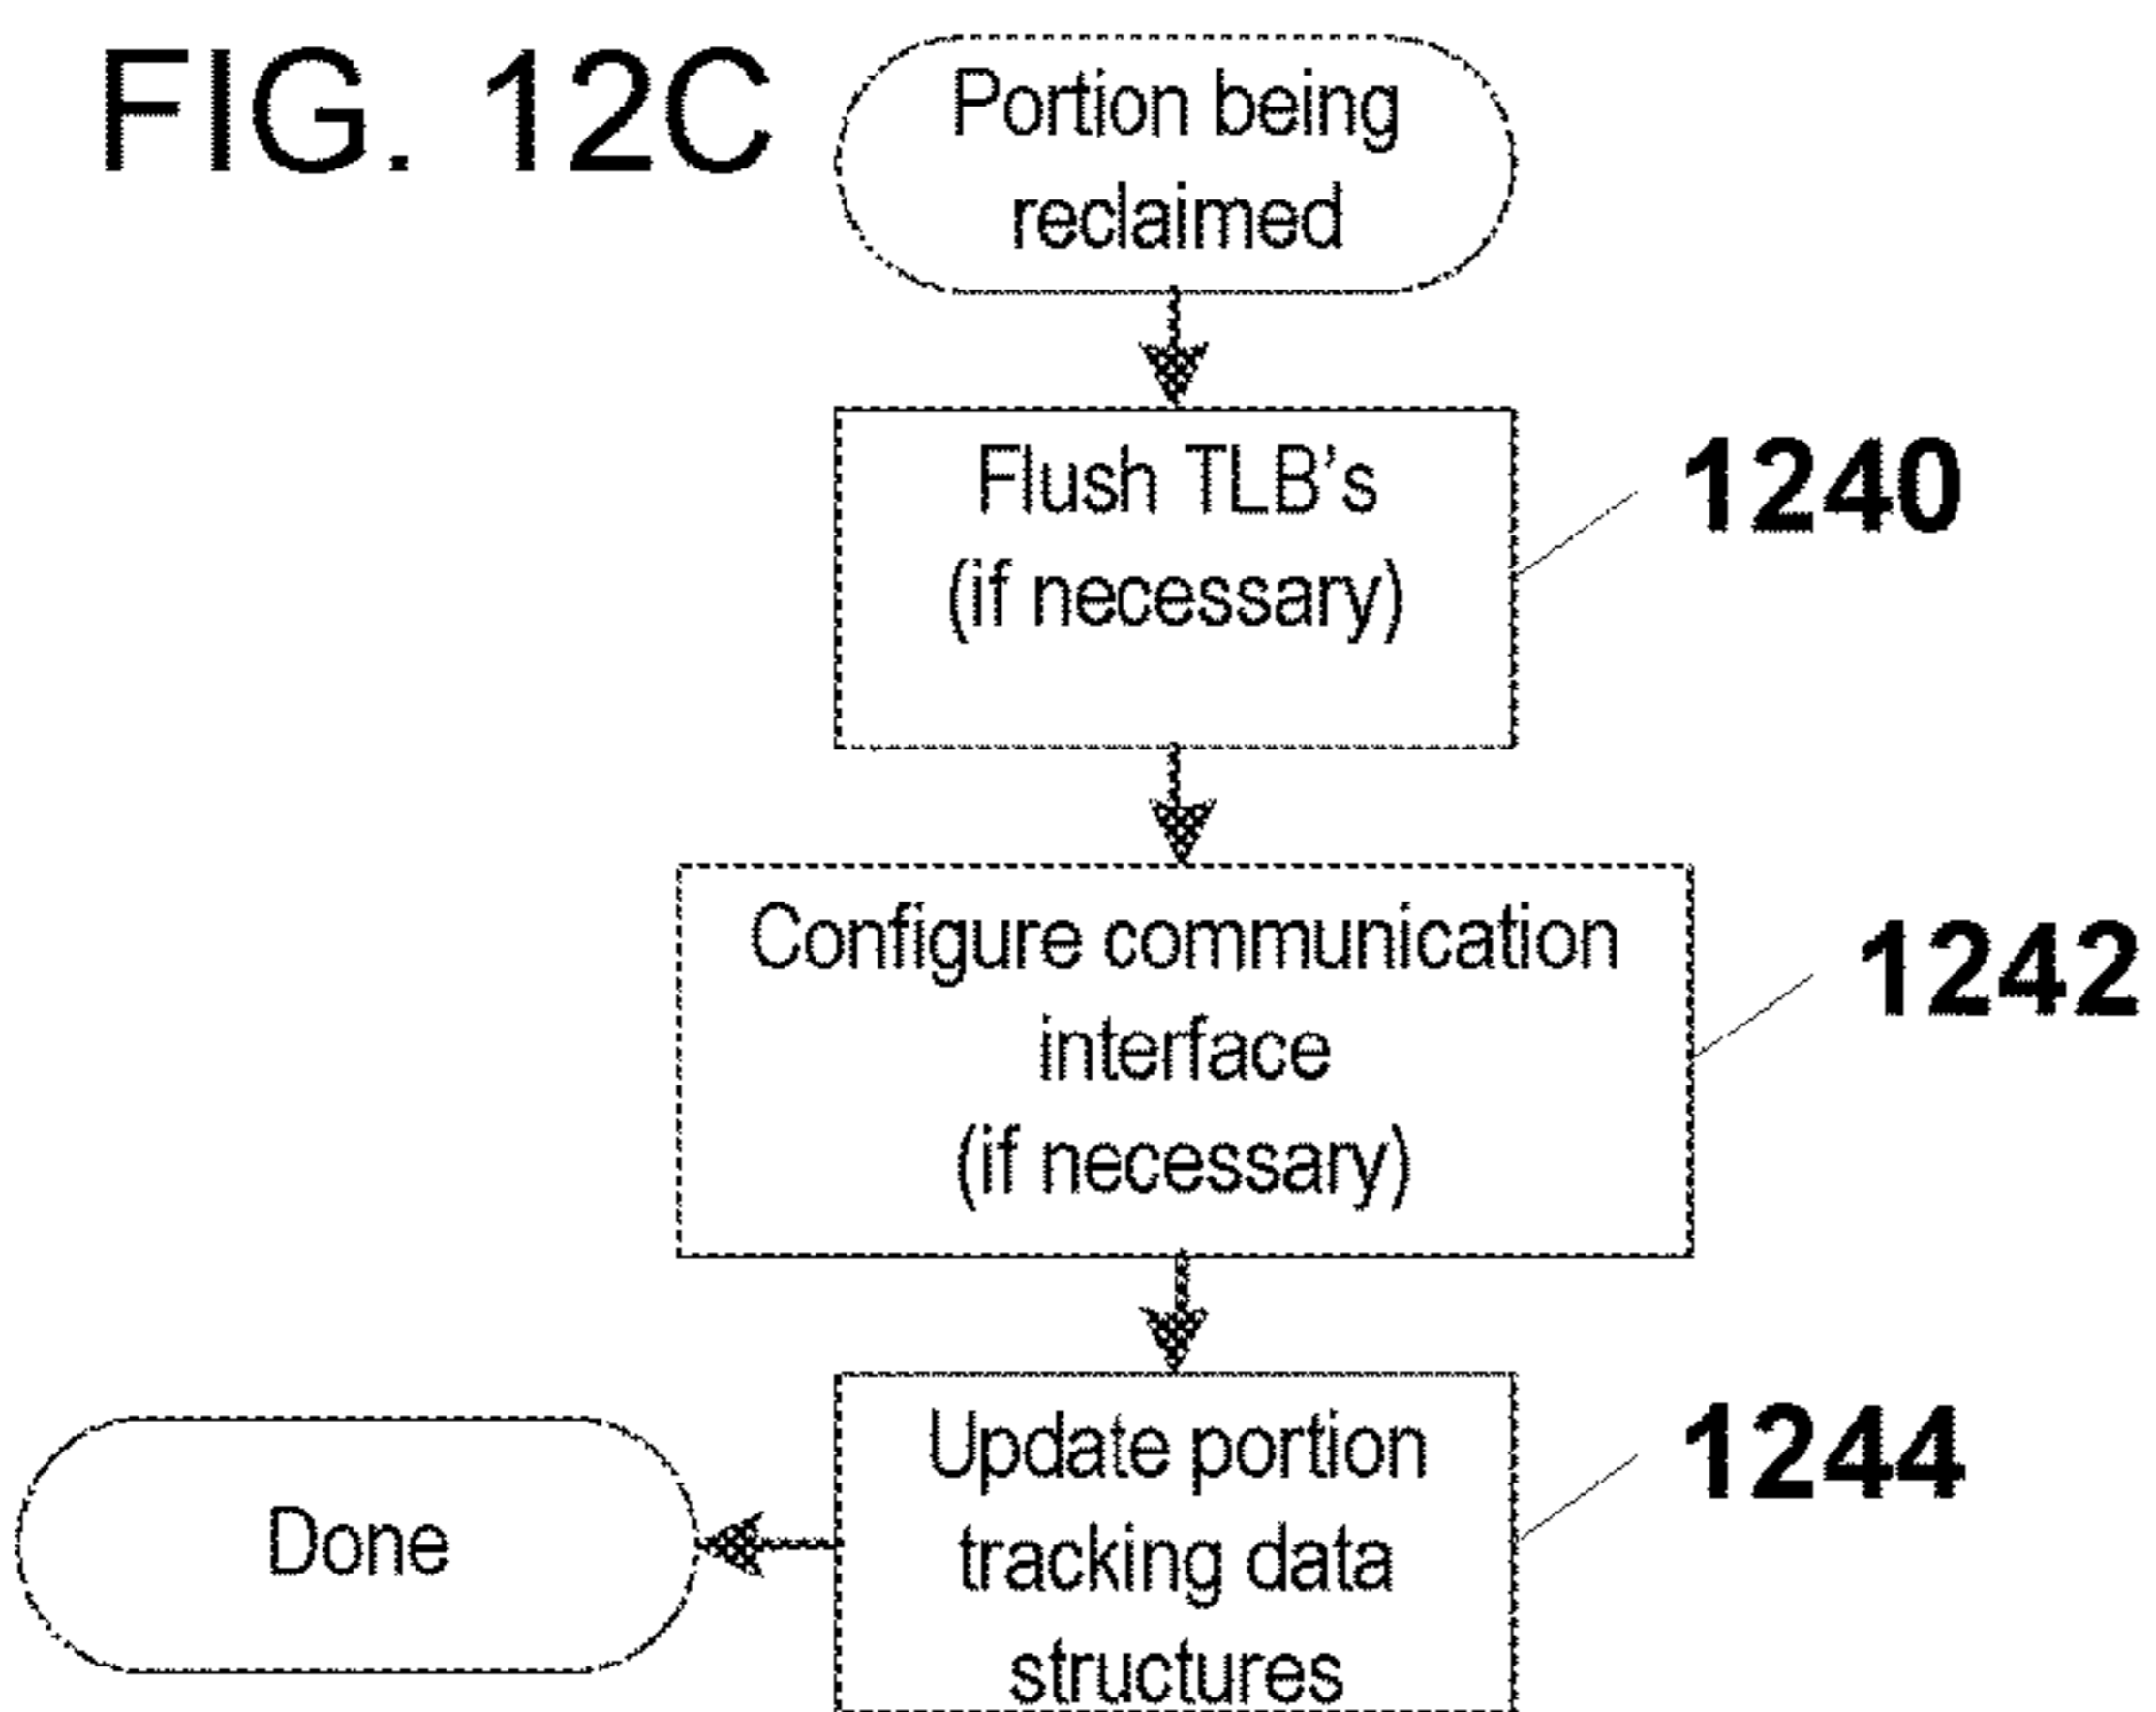 FIG. 12C
Portion being
reclaimed
Flush TLB's
(if necessary)
1240
Configure communication
interface
(if necessary)
1242
Update portion
tracking data
structures
1244
Done